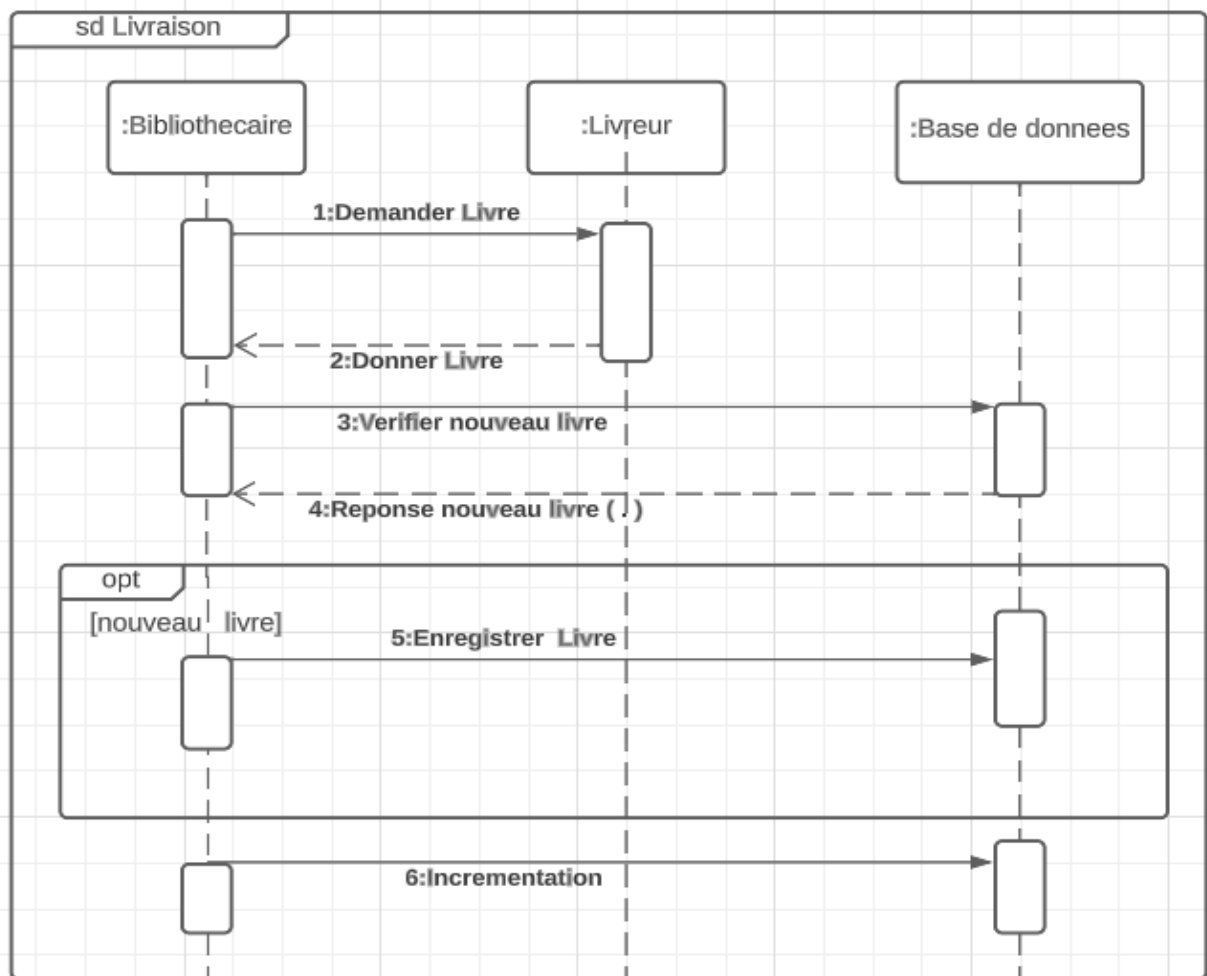 sd Livraison
:Bibliothecaire
:Livreur
:Base de donnees
1:Demander Livre
2:Donner Livre
3:Verifier nouveau livre
4:Reponse nouveau livre ( . )
opt
[nouveau livre]
5:Enregistrer Livre
6:Incrementation